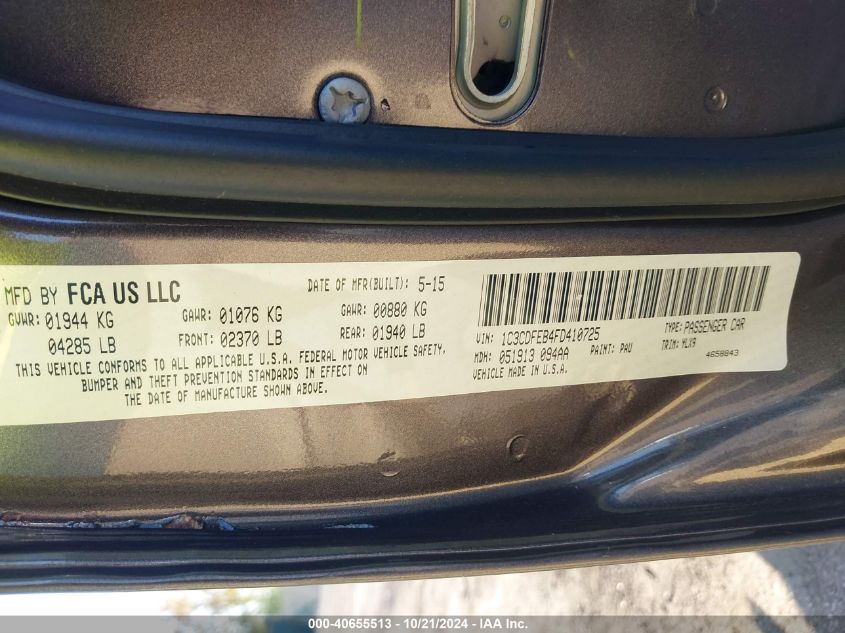 MFD BY FCA US LLC
DATE OF MFR(BUILT): 5-15
GVWR: 01944 KG
GAWR: 01076 KG
GAWR: 00880 KG
04285 LB
FRONT: 02370 LB
REAR: 01940 LB
THIS VEHICLE CONFORMS TO ALL APPLICABLE U.S.A. FEDERAL MOTOR VEHICLE SAFETY,
BUMPER AND THEFT PREVENTION STANDARDS IN EFFECT ON
THE DATE OF MANUFACTURE SHOWN ABOVE.
VIN: 1C3CDFEB4FD410725
TYPE: PASSENGER CAR
MDH: 051913 094AA
PAINT: PAU
TRIM: MLX9
VEHICLE MADE IN U.S.A.
4658943
000-40655513 - 10/21/2024 - IAA Inc.